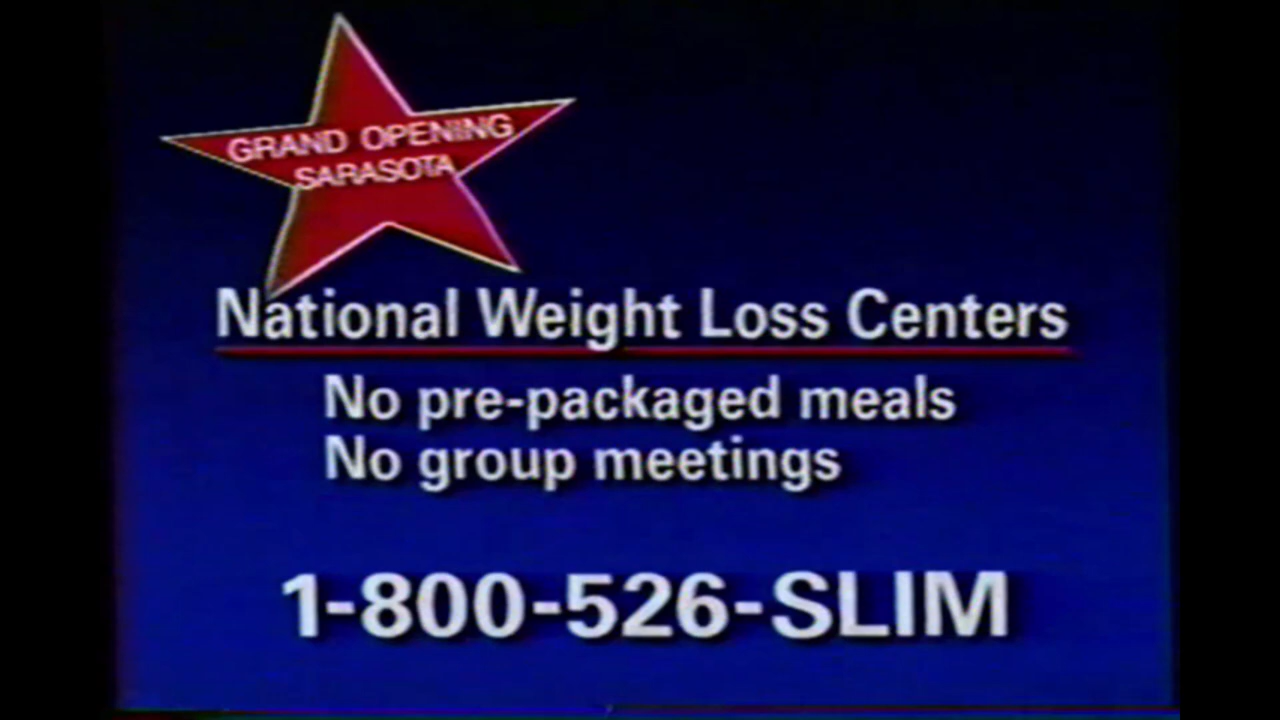 GRAND OPENING
SARASOTA
National Weight Loss Centers
No pre-packaged meals
No group meetings
1-800-526-SLIM